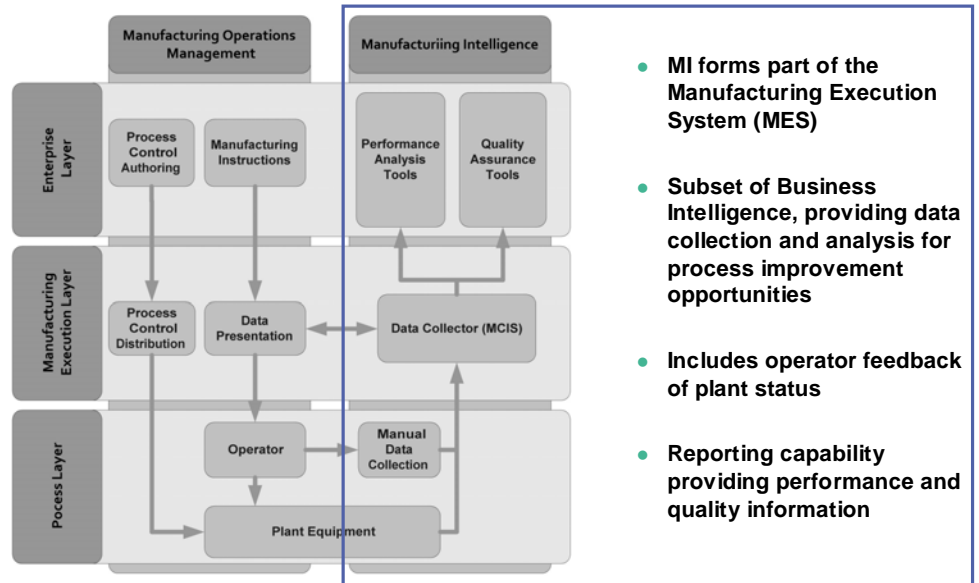 Manufacturing Operations
Management
Manufacturiing Intelligence
Enterprise
Layer
Process
Control
Authoring
Manufacturing
Instructions
Performance
Analysis
Tools
Quality
Assurance
Tools
Manufacturing
Execution Layer
Process
Control
Distribution
Data
Presentation
Data Collector (MCIS)
Pocess Layer
Operator
Manual
Data
Collection
Plant Equipment
● MI forms part of the
Manufacturing Execution
System (MES)
● Subset of Business
Intelligence, providing data
collection and analysis for
process improvement
opportunities
● Includes operator feedback
of plant status
● Reporting capability
providing performance and
quality information